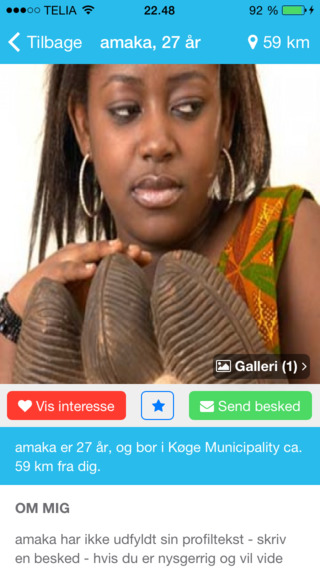 TELIA 22.48 92 %
Tilbage amaka, 27 år 59 km
Galleri (1)
Vis interesse Send besked
amaka er 27 år, og bor i Køge Municipality ca.
59 km fra dig.
OM MIG
amaka har ikke udfyldt sin profiltekst - skriv
en besked - hvis du er nysgerrig og vil vide